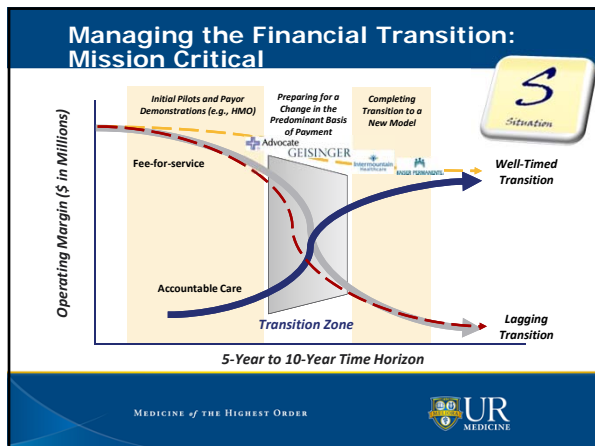 Managing the Financial Transition:
Mission Critical
S
Situation
Initial Pilots and Payor
Demonstrations (e.g., HMO)
Preparing for a
Change in the
Predominant Basis
of Payment
Completing
Transition to a
New Model
Advocate
GEISINGER
Intermountain
Healthcare
KAISER PERMANENTE
Operating Margin ($ in Millions)
Fee-for-service
Well-Timed
Transition
Accountable Care
Transition Zone
Lagging
Transition
5-Year to 10-Year Time Horizon
MEDICINE of THE HIGHEST ORDER
MELIORA
UR
MEDICINE